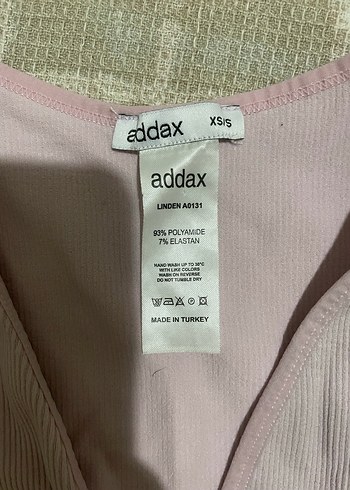 addax XS/S
addax
LINDEN A0131
93% POLYAMIDE
7% ELASTAN
HAND WASH UP TO 30°C
WITH LIKE COLORS
WASH ON REVERSE
DO NOT TUMBLE DRY
MADE IN TURKEY